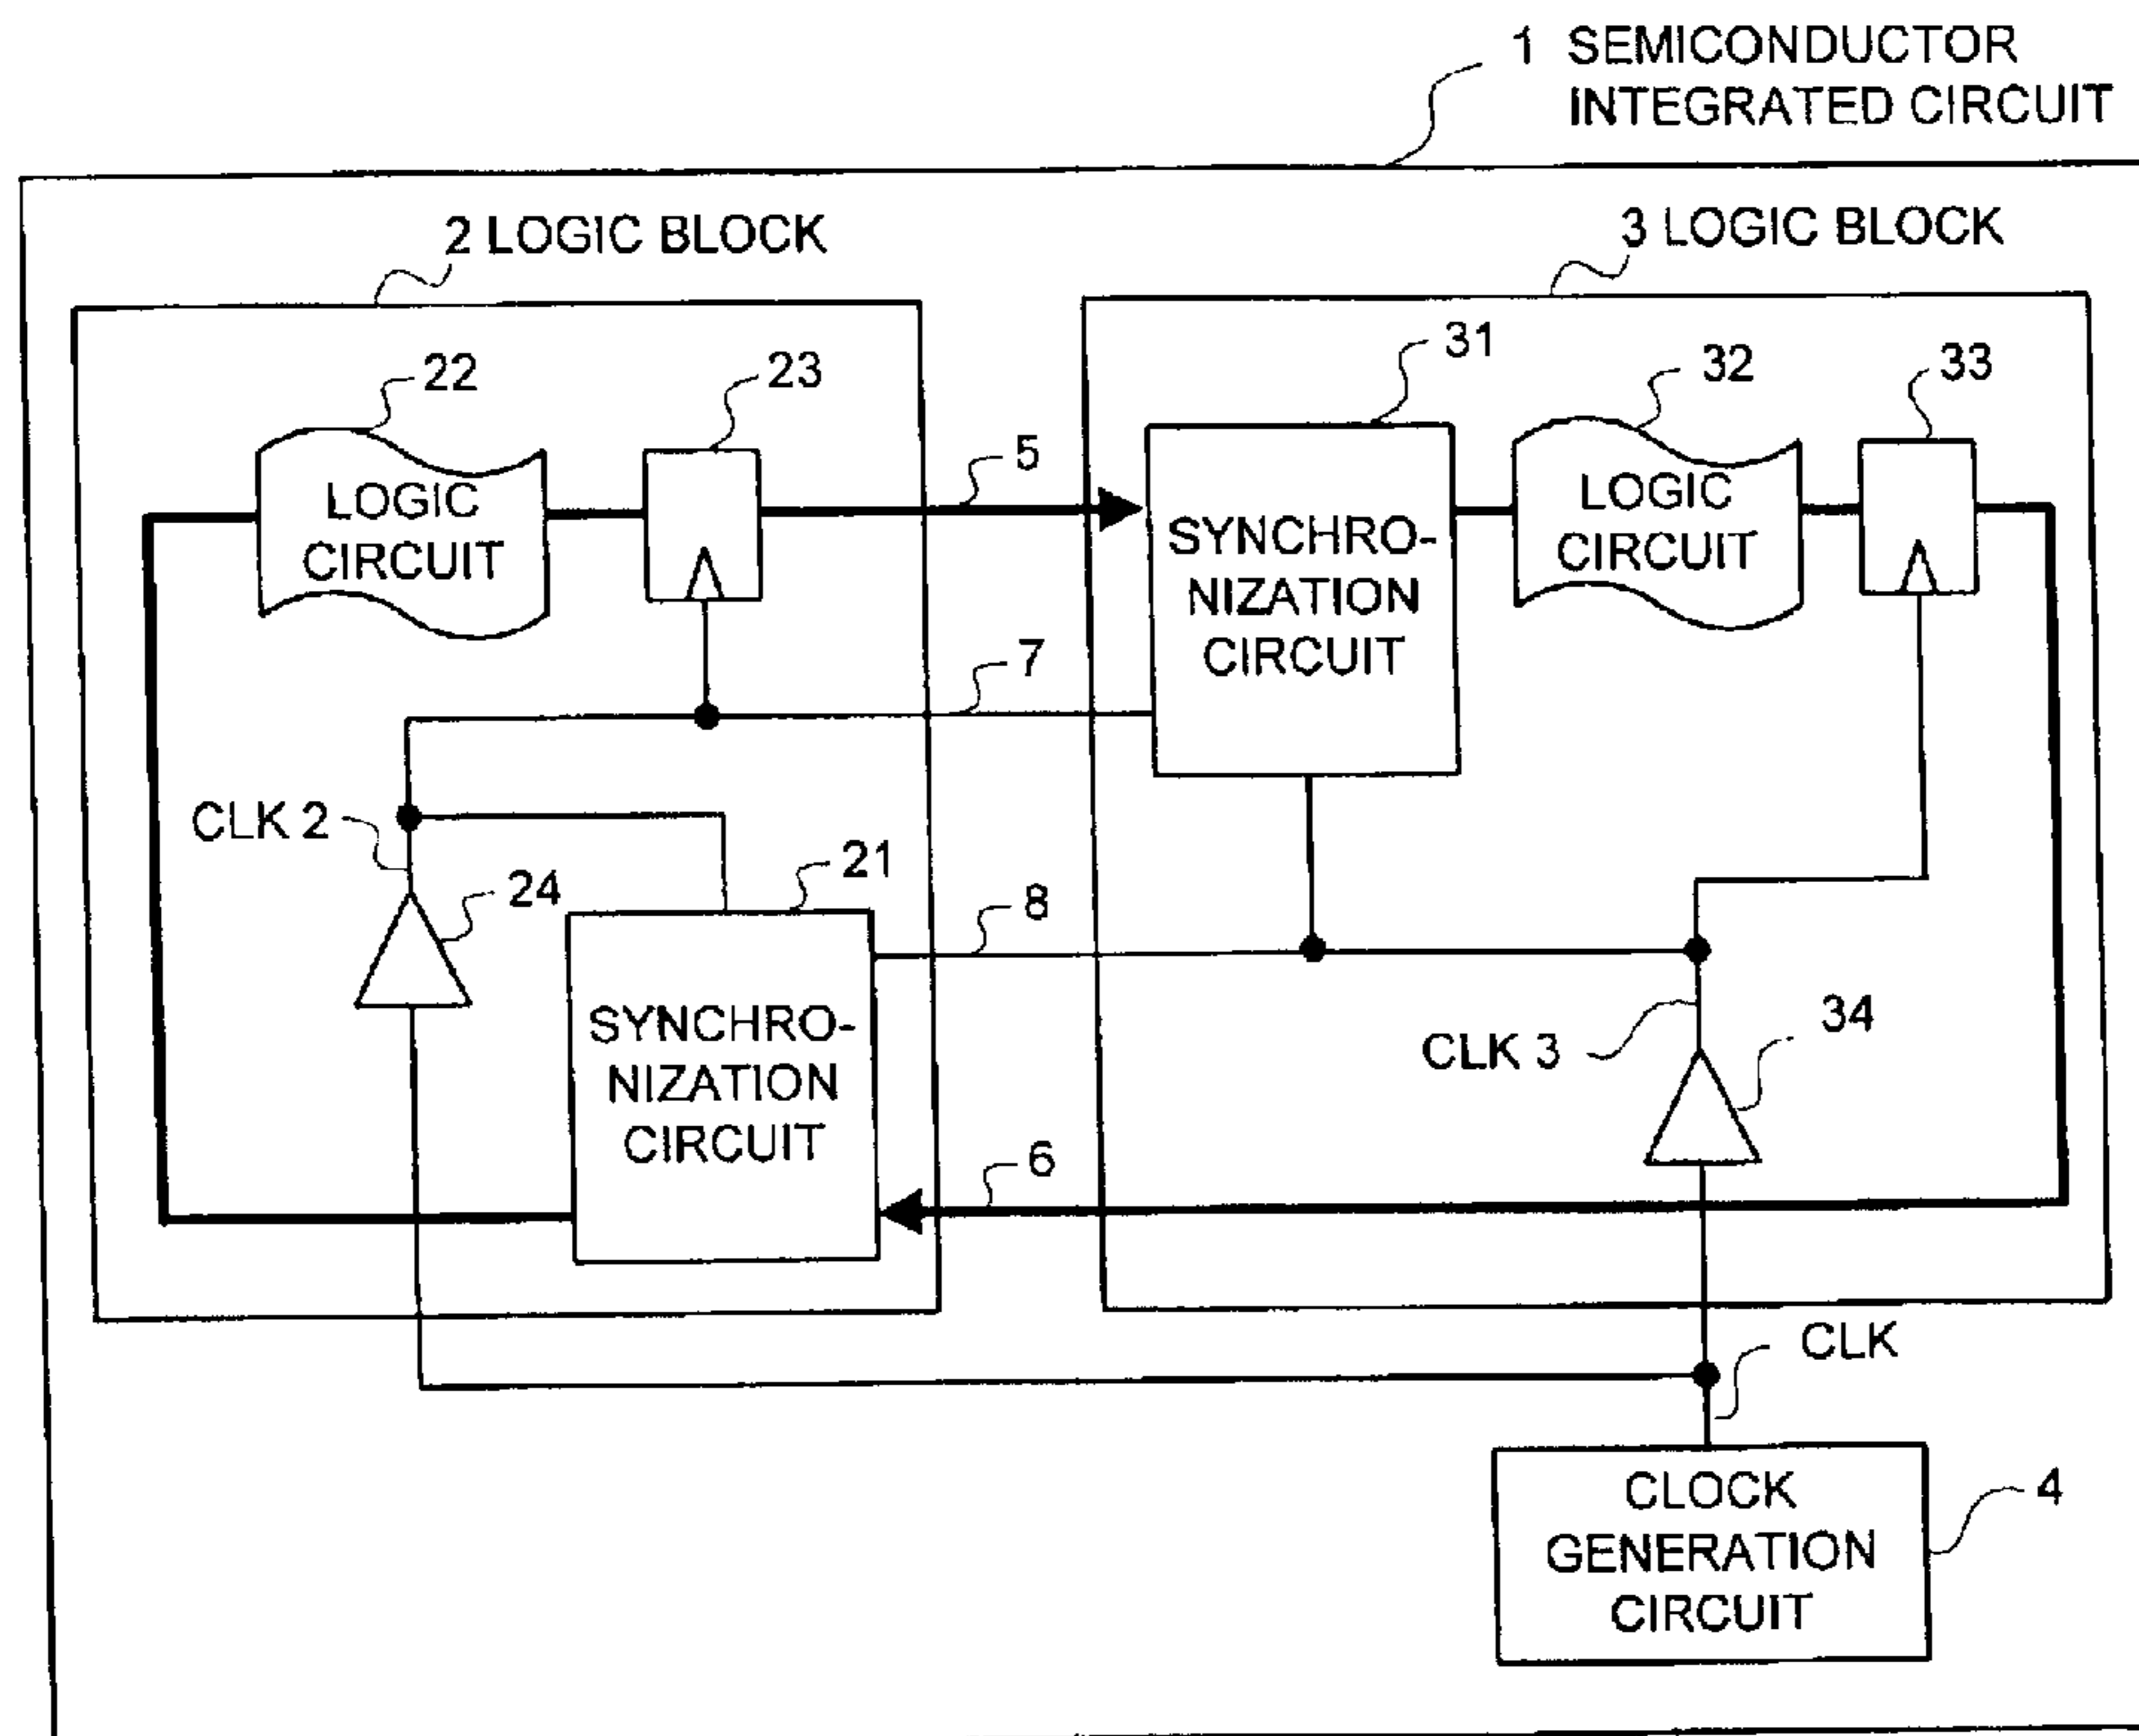 1 SEMICONDUCTOR
INTEGRATED CIRCUIT
2 LOGIC BLOCK
3 LOGIC BLOCK
22
23
5
31
32
33
LOGIC
CIRCUIT
SYNCHRO-
NIZATION
CIRCUIT
LOGIC
CIRCUIT
7
CLK 2
24
21
8
SYNCHRO-
NIZATION
CIRCUIT
CLK 3
34
6
CLK
CLOCK
GENERATION
CIRCUIT
4